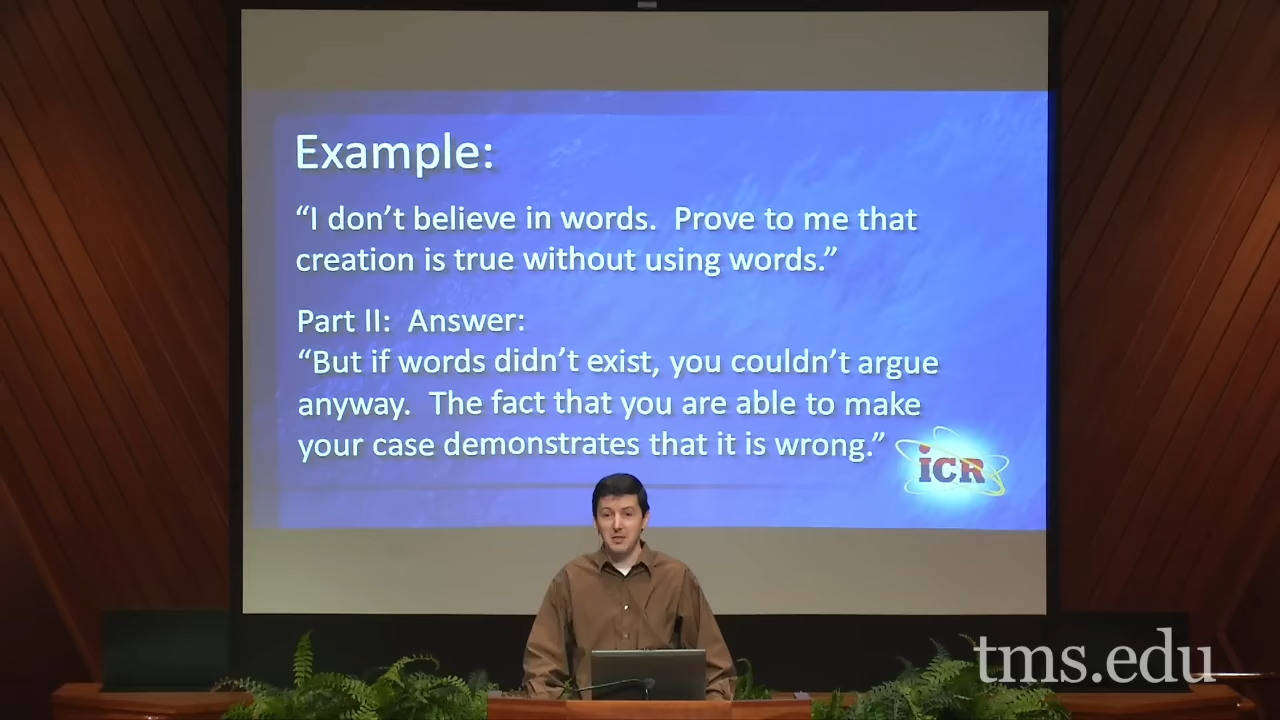 Example:
“I don’t believe in words.  Prove to me that
creation is true without using words.”
Part II:  Answer:
“But if words didn’t exist, you couldn’t argue
anyway.  The fact that you are able to make
your case demonstrates that it is wrong.”
iCR
tms.edu